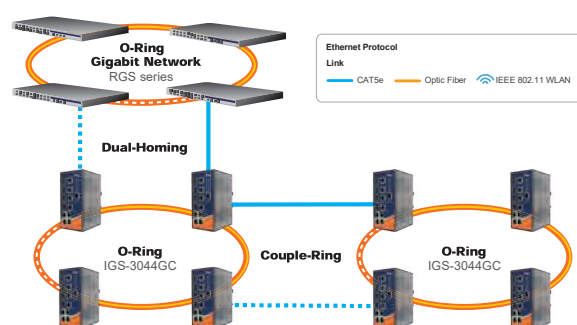 O-Ring
Gigabit Network
RGS series
Ethernet Protocol
Link
CAT5e
Optic Fiber
IEEE 802.11 WLAN
Dual-Homing
O-Ring
IGS-3044GC
Couple-Ring
O-Ring
IGS-3044GC